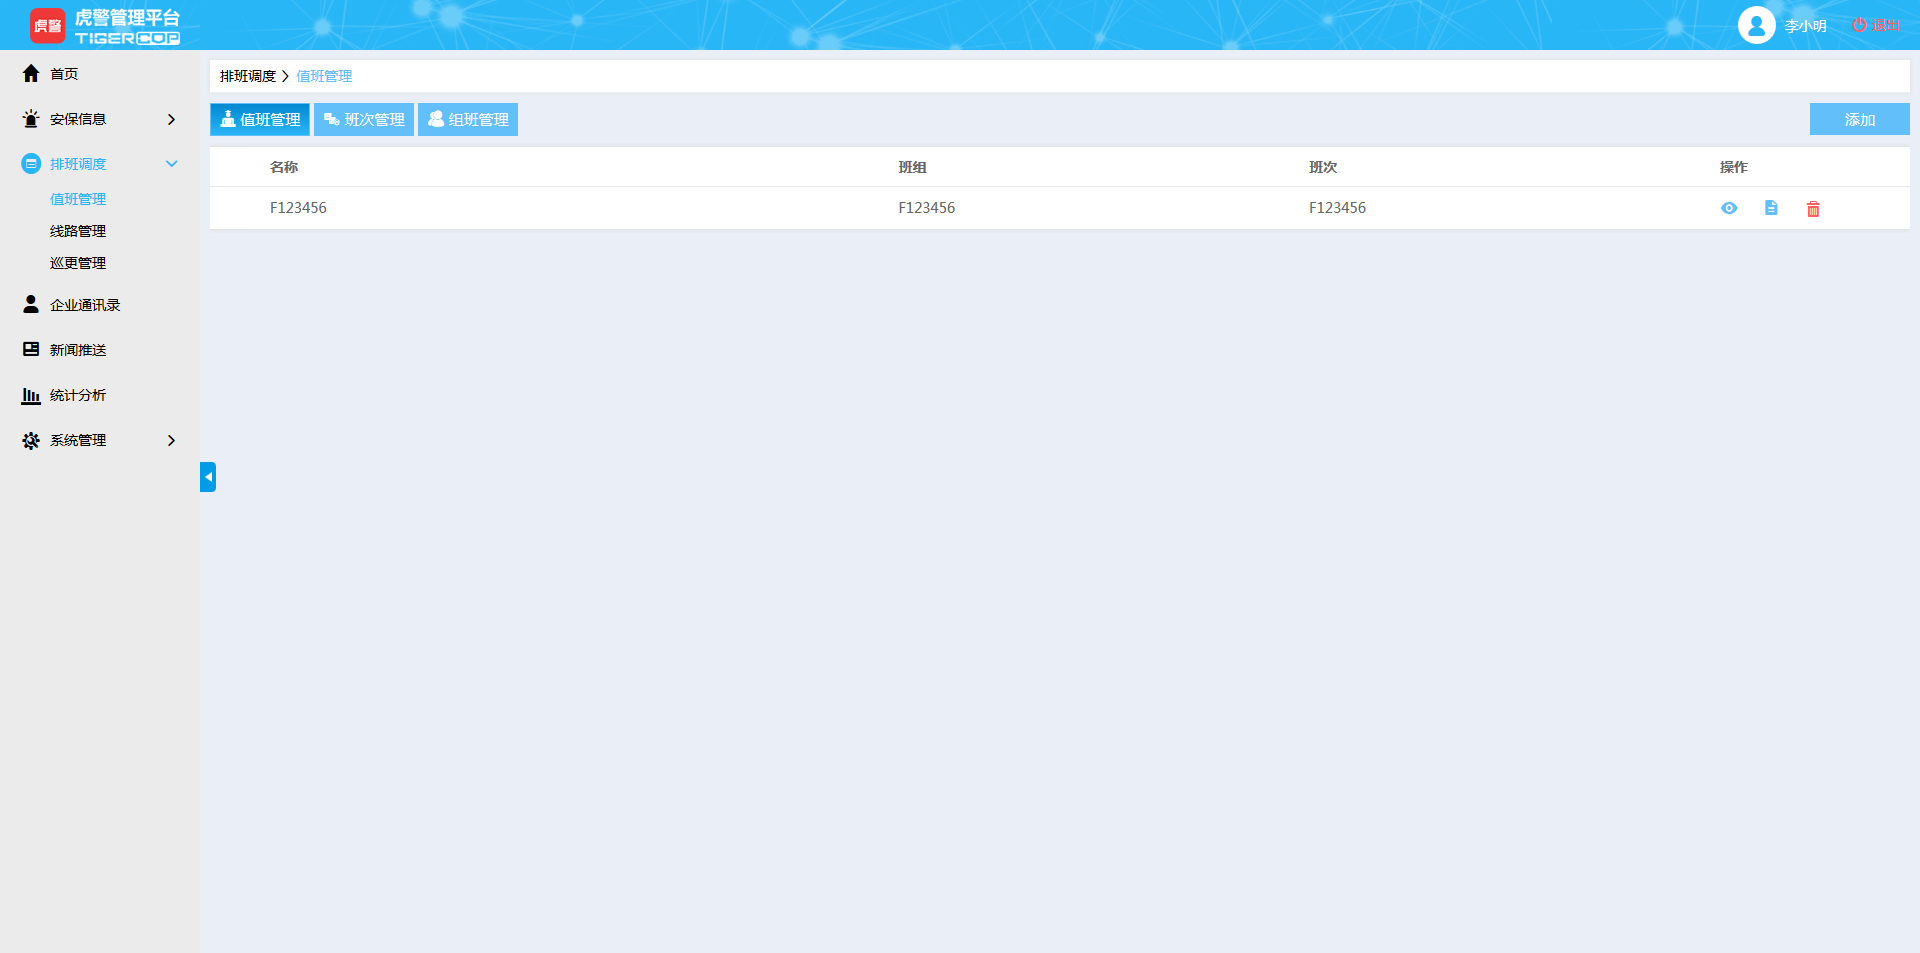 虎警
虎警管理平台
TIGERCOP
李小明
退出
首页
安保信息
排班调度
值班管理
线路管理
巡更管理
企业通讯录
新闻推送
统计分析
系统管理
排班调度 > 值班管理
值班管理 班次管理 组班管理 添加
名称 班组 班次 操作
F123456 F123456 F123456